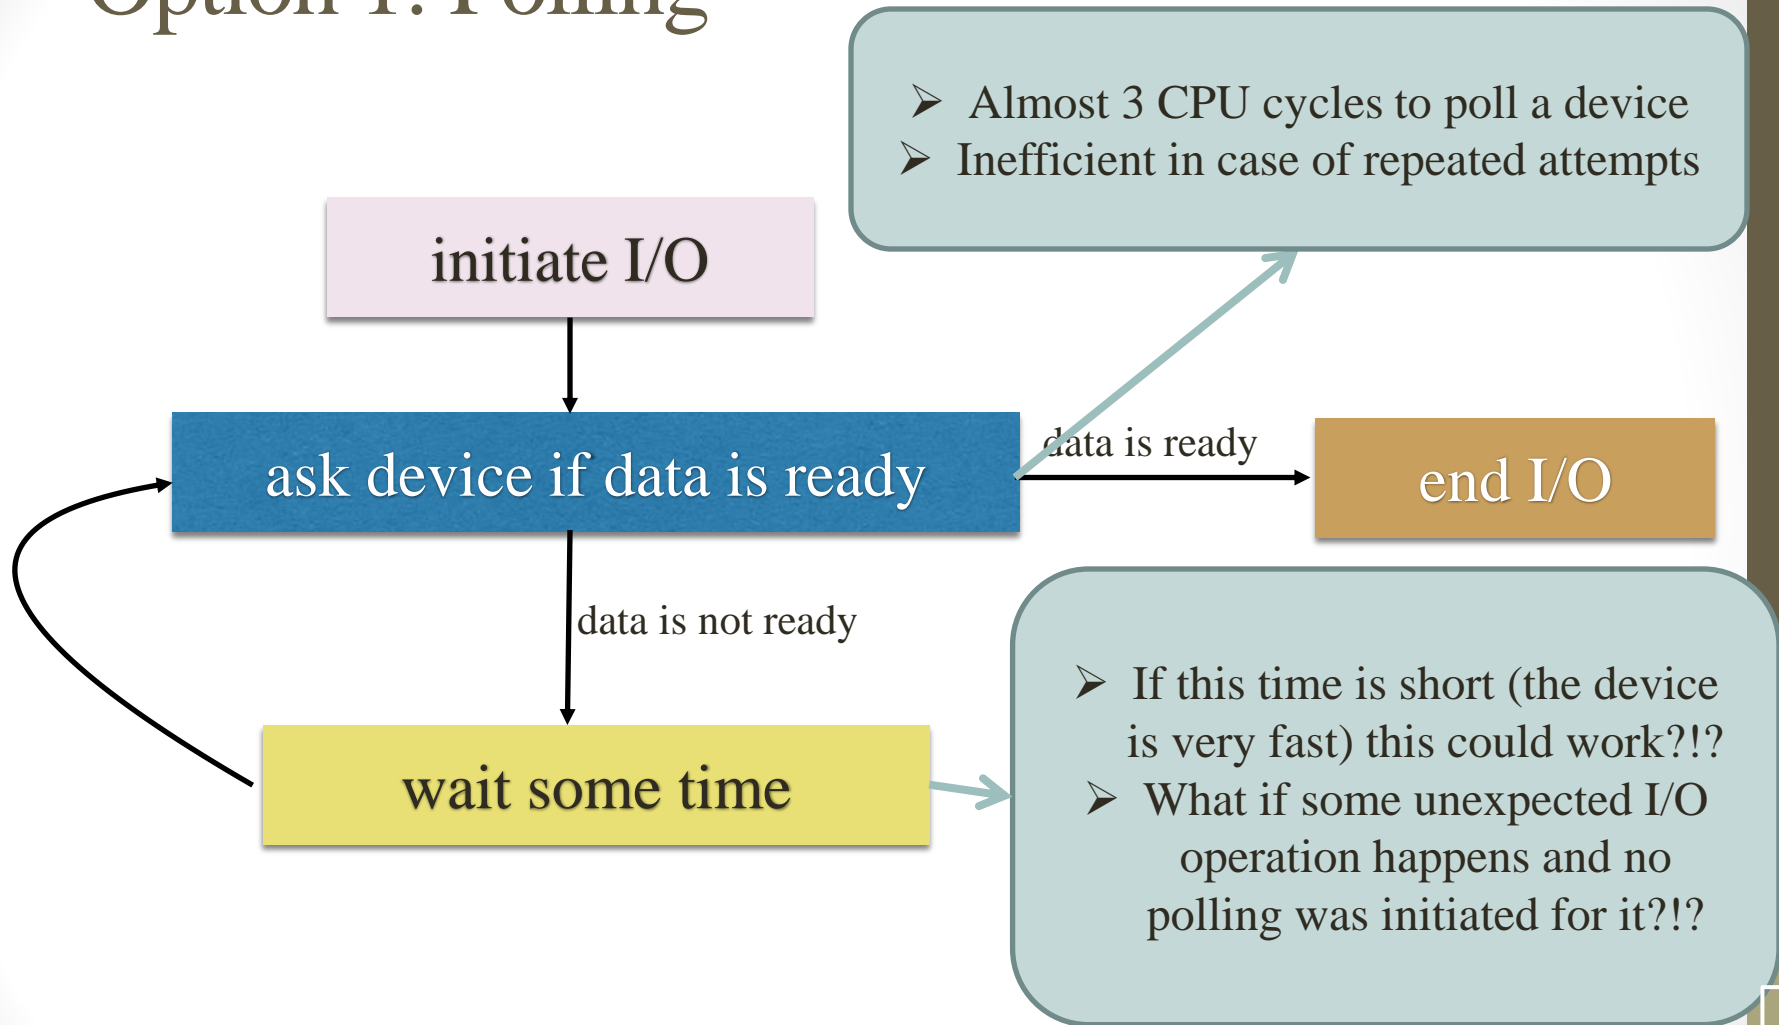 Option 1: Polling
➢ Almost 3 CPU cycles to poll a device
➢ Inefficient in case of repeated attempts
initiate I/O
ask device if data is ready
data is ready
end I/O
data is not ready
wait some time
➢ If this time is short (the device
is very fast) this could work?!?
➢ What if some unexpected I/O
operation happens and no
polling was initiated for it?!?